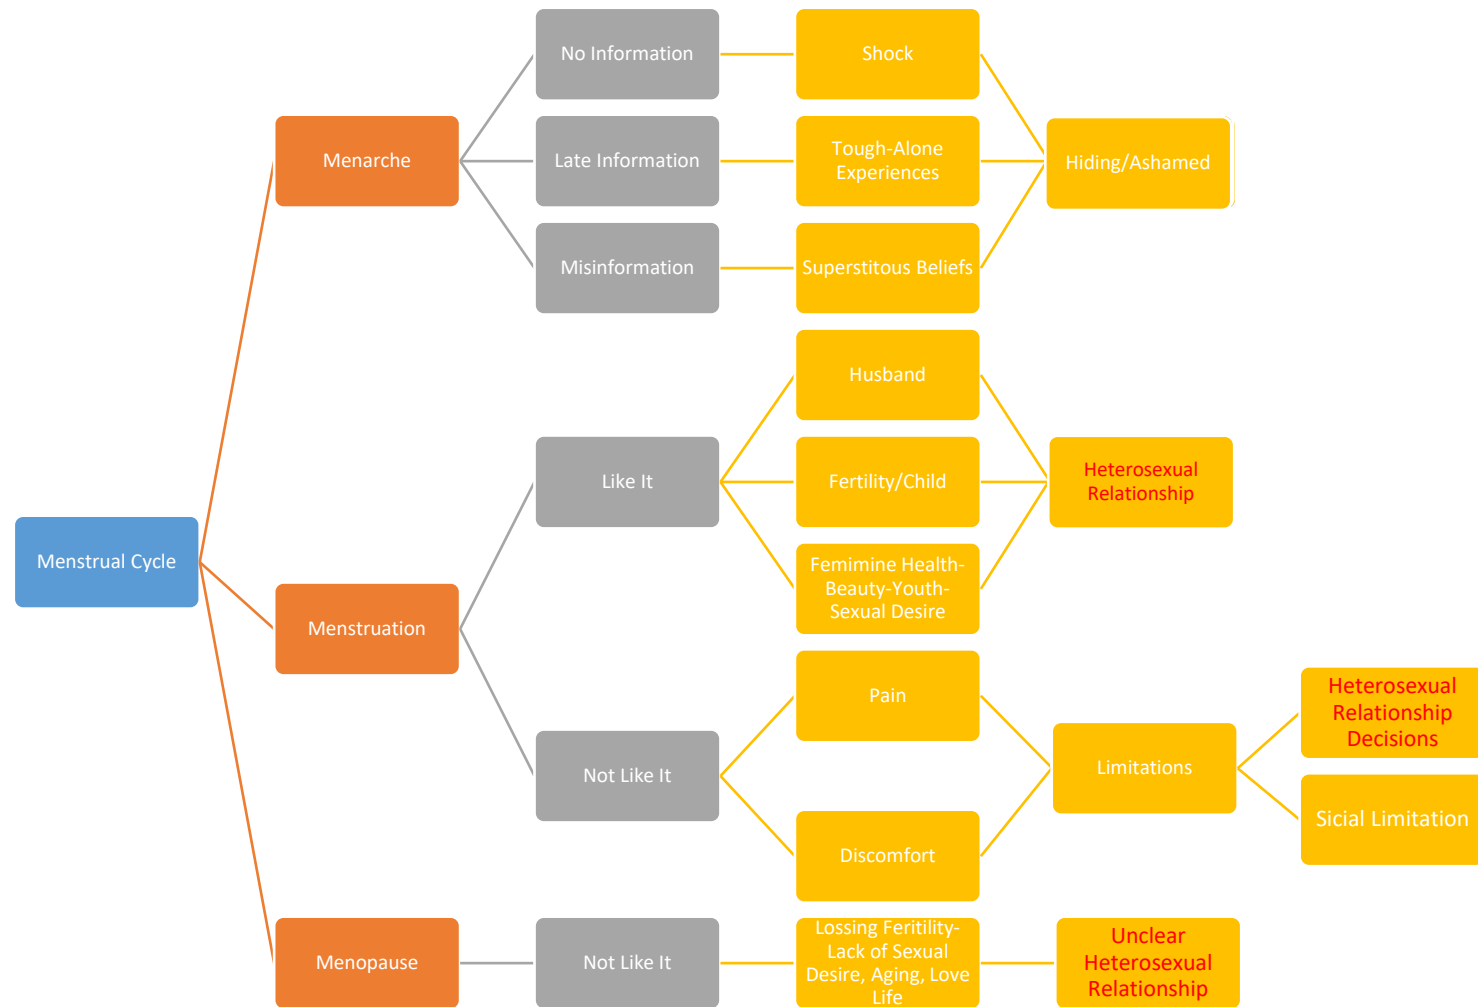 No Information
Shock
Menarche
Late Information
Tough-Alone
Experiences
Hiding/Ashamed
Misinformation
Superstitous Beliefs
Husband
Like It
Fertility/Child
Heterosexual
Relationship
Menstrual Cycle
Femimine Health-
Beauty-Youth-
Sexual Desire
Menstruation
Pain
Heterosexual
Relationship
Decisions
Not Like It
Limitations
Sicial Limitation
Discomfort
Menopause
Not Like It
Lossing Feritility-
Lack of Sexual
Desire, Aging, Love
Life
Unclear
Heterosexual
Relationship